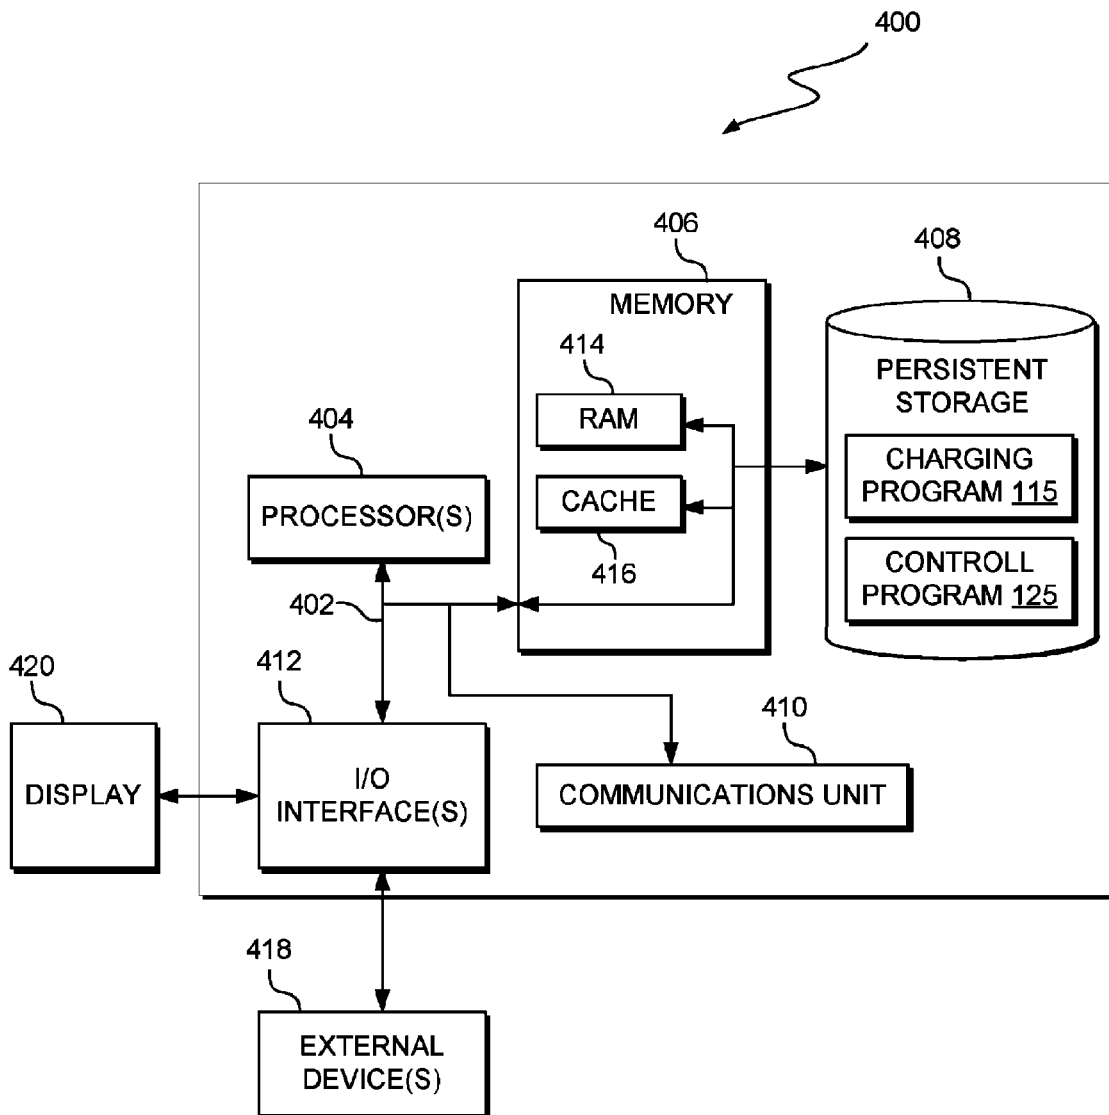 400
406
408
MEMORY
414
PERSISTENT
STORAGE
RAM
404
CHARGING
PROGRAM 115
CACHE
PROCESSOR(S)
416
CONTROLL
PROGRAM 125
402
420
412
410
I/O
INTERFACE(S)
DISPLAY
COMMUNICATIONS UNIT
418
EXTERNAL
DEVICE(S)